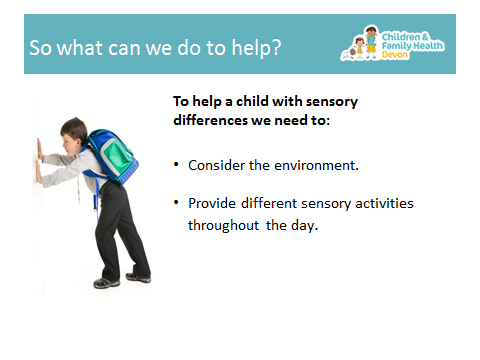 So what can we do to help?
Children &
Family Health
Devon
To help a child with sensory
differences we need to:
• Consider the environment.
• Provide different sensory activities
throughout the day.